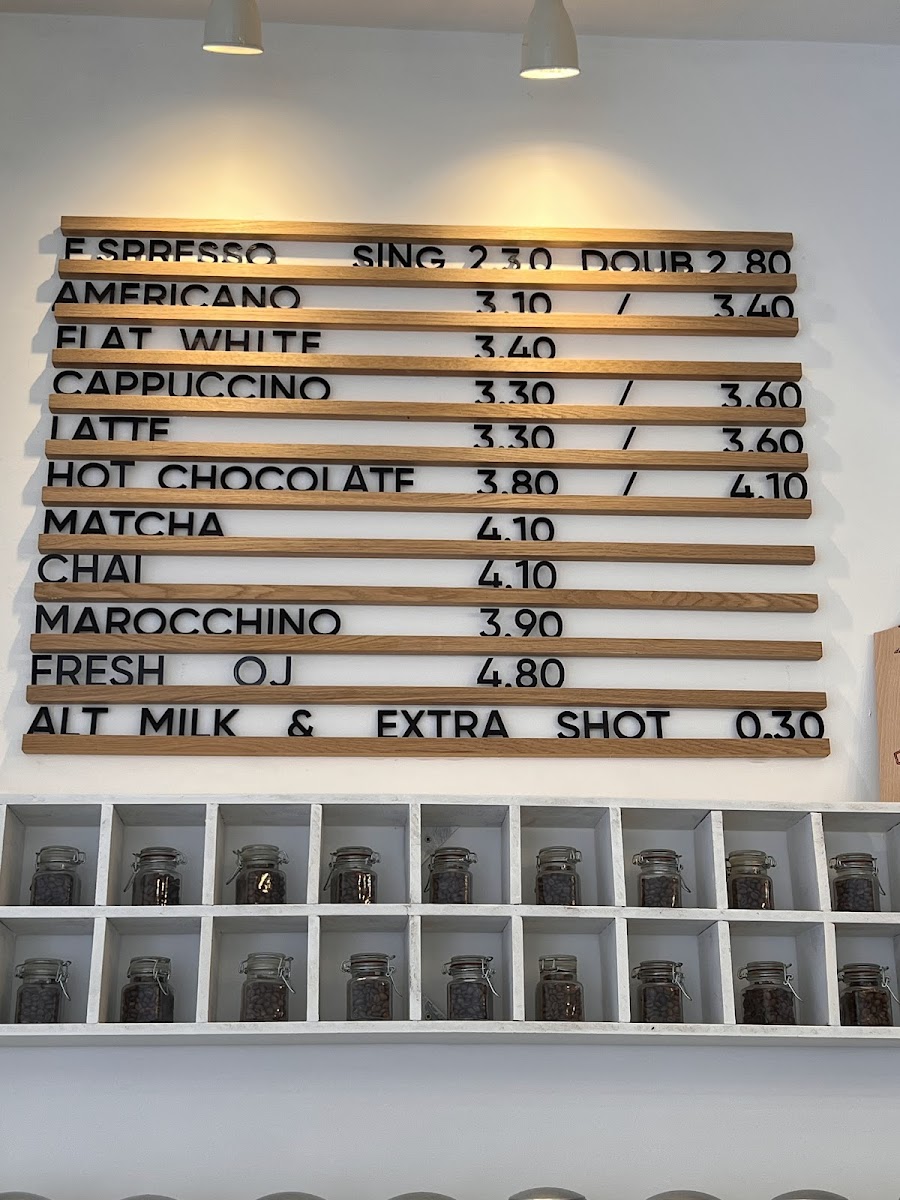 ESPRESSO SING 2.30 DOUB 2.80
AMERICANO 3.10 / 3.40
FLAT WHITE 3.40
CAPPUCCINO 3.30 / 3.60
LATTE 3.30 / 3.60
HOT CHOCOLATE 3.80 / 4.10
MATCHA 4.10
CHAI 4.10
MAROCCHINO 3.90
FRESH OJ 4.80
ALT MILK & EXTRA SHOT 0.30